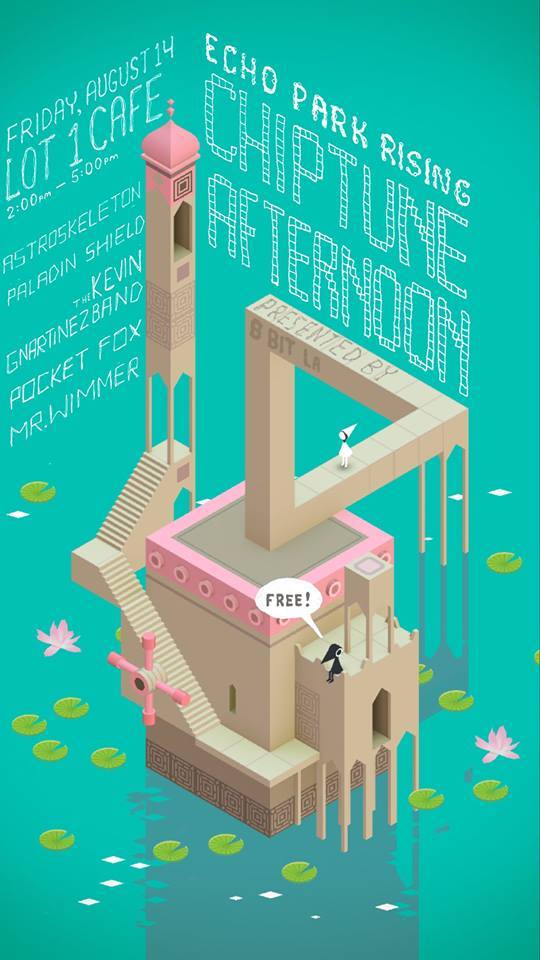 FRIDAY, AUGUST 14
LOT 1 CAFE
2:00pm – 5:00pm
ASTROSKELETON
PALADIN SHIELD
THE KEVIN
GNARTINEZ BAND
POCKET FOX
MR. WIMMER
ECHO PARK RISING
CHIPTUNE
AFTERNOON
PRESENTED BY
8 BIT LA
FREE!